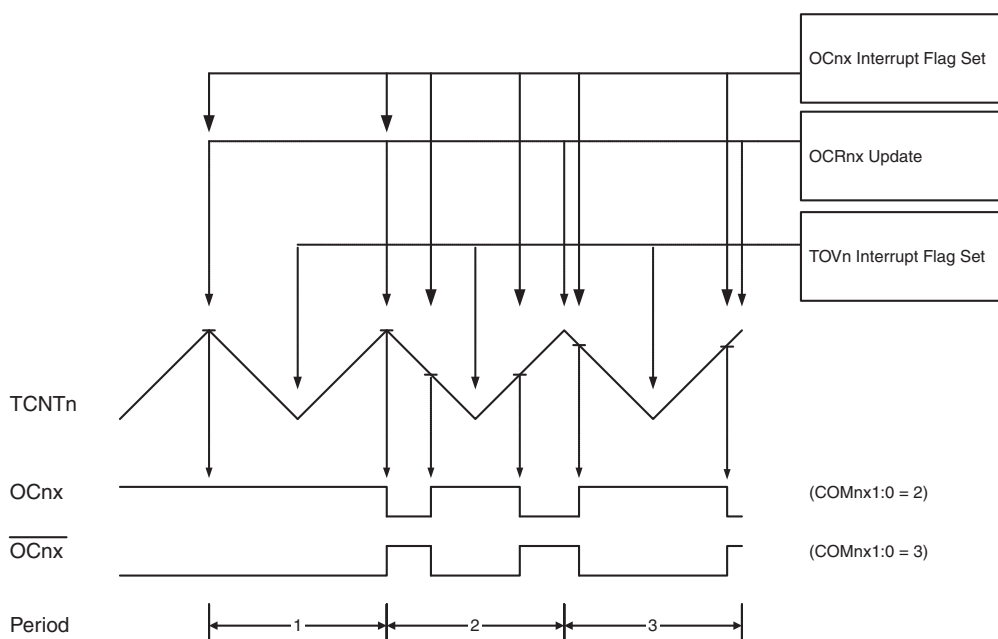 OCnx Interrupt Flag Set
OCRnx Update
TOVn Interrupt Flag Set
TCNTn
OCnx
(COMnx1:0 = 2)
OCnx
(COMnx1:0 = 3)
Period
1
2
3